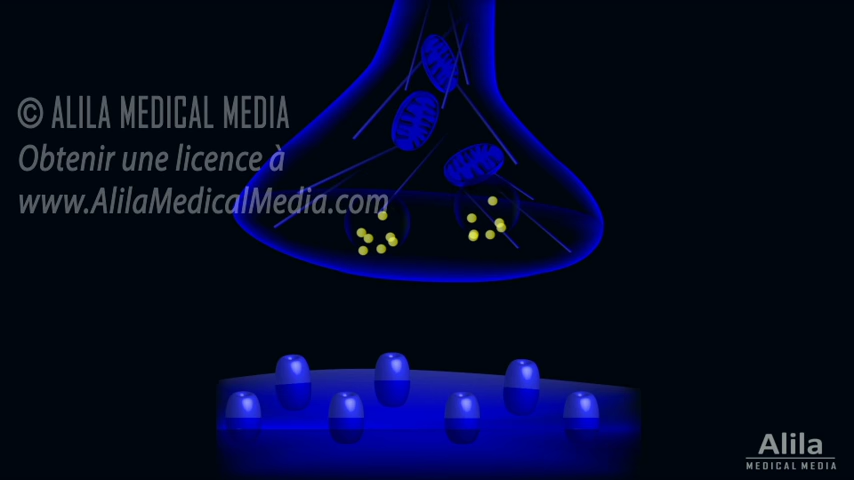 © ALILA MEDICAL MEDIA
Obtenir une licence à
www.AlilaMedicalMedia.com
Alila
MEDICAL MEDIA